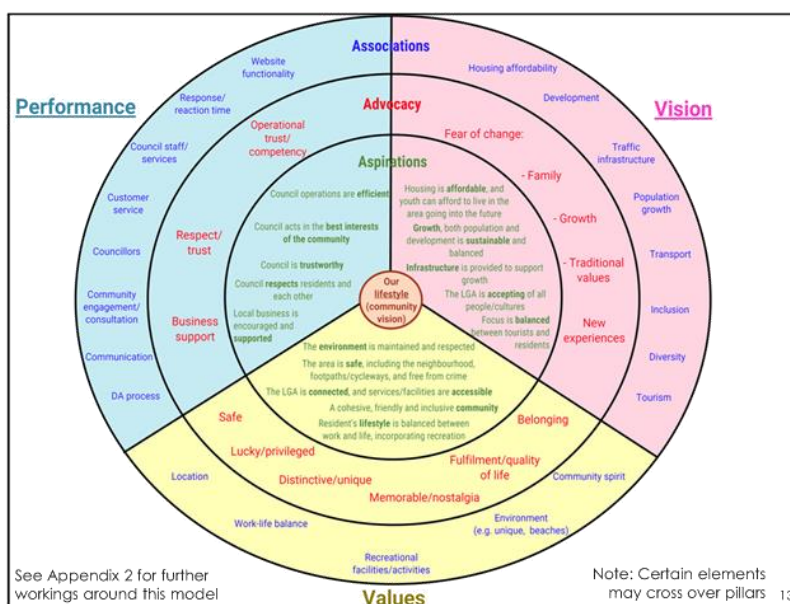 Associations
Website
functionality
Housing affordability
Performance
Response/
reaction time
Advocacy
Development
Vision
Operational
trust/
competency
Fear of change:
Council staff/
services
Traffic
infrastructure
Aspirations
- Family
Customer
service
Council operations are efficient
Housing is affordable, and
youth can afford to live in the
area going into the future
Population
growth
Respect/
trust
Council acts in the best interests
of the community
Growth, both population and
development is sustainable and
balanced
- Growth
Councillors
Council is trustworthy
Infrastructure is provided to support
growth
- Traditional
values
Transport
Council respects residents and
each other
Our
lifestyle
(community
vision)
The LGA is accepting of all
people/cultures
Community
engagement/
consultation
Business
support
Local business is
encouraged and
supported
Focus is balanced
between tourists and
residents
New
experiences
Inclusion
Communication
The environment is maintained and respected
Diversity
The area is safe, including the neighbourhood,
footpaths/cycleways, and free from crime
DA process
The LGA is connected, and services/facilities are accessible
Tourism
A cohesive, friendly and inclusive community
Safe
Resident's lifestyle is balanced between
work and life, incorporating recreation
Belonging
Lucky/privileged
Fulfilment/quality
of life
Location
Distinctive/unique
Community spirit
Memorable/nostalgia
Work-life balance
Environment
(e.g. unique, beaches)
Recreational
facilities/activities
See Appendix 2 for further
workings around this model
Values
Note: Certain elements
may cross over pillars
13